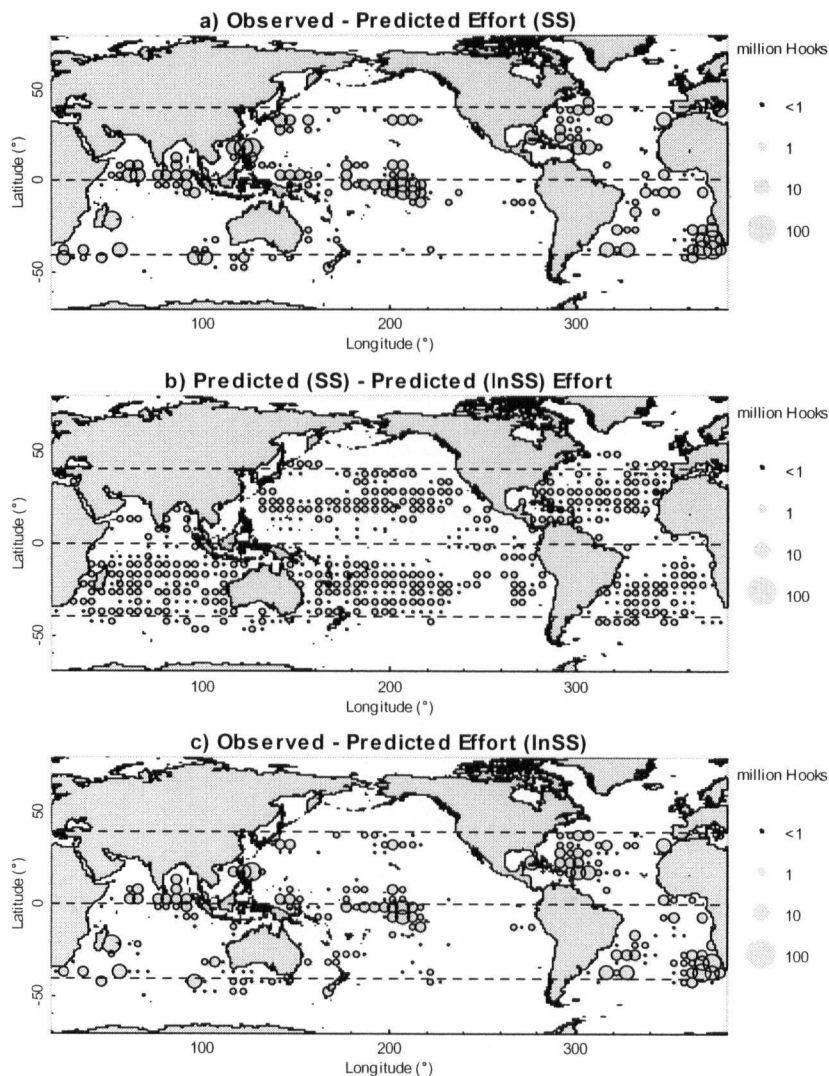 a) Observed - Predicted Effort (SS)
million Hooks
<1
1
10
100
50
0
-50
Latitude (°)
100
200
300
Longitude (°)
b) Predicted (SS) - Predicted (lnSS) Effort
million Hooks
<1
1
10
100
50
0
-50
Latitude (°)
100
200
300
Longitude (°)
c) Observed - Predicted Effort (lnSS)
million Hooks
<1
1
10
100
50
0
-50
Latitude (°)
100
200
300
Longitude (°)